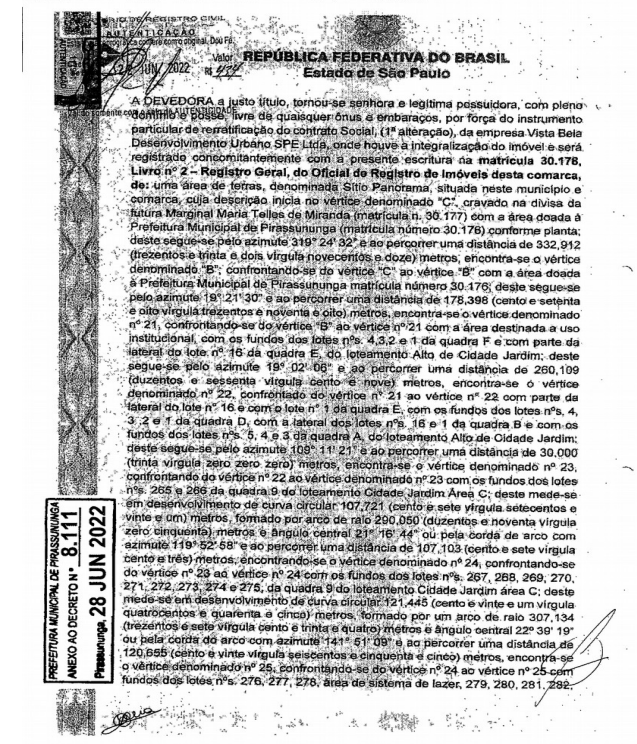 REGISTRO CIVIL
AUTENTICAÇÃO
confere como original. Dou Fé.
JUN 2022
Valor
R$
REPÚBLICA FEDERATIVA DO BRASIL
Estado de São Paulo
somente com selo de AUTENTICIDADE
A DEVEDORA a justo título, tornou-se senhora e legítima possuidora, com pleno
domínio e posse, livre de quaisquer ônus e embaraços, por força do instrumento
particular de rerratificação do contrato Social, (1ª alteração), da empresa Vista Bela
Desenvolvimento Urbano SPE Ltda, onde houve a integralização do imóvel e será
registrado concomitantemente com a presente escritura na matrícula 30.178,
Livro nº 2 – Registro Geral, do Oficial de Registro de Imóveis desta comarca,
de: uma área de terras, denominada Sítio Panorama, situada neste município e
comarca, cuja descrição inicia no vértice denominado "C", cravado na divisa da
futura Marginal Maria Telles de Miranda (matrícula n. 30.177) com a área doada à
Prefeitura Municipal de Pirassununga (matrícula número 30.176) conforme planta;
deste segue-se pelo azimute 319° 24' 32" e ao percorrer uma distância de 332,912
(trezentos e trinta e dois vírgula novecentos e doze) metros, encontra-se o vértice
denominado "B"; confrontando-se do vértice "C" ao vértice "B" com a área doada
à Prefeitura Municipal de Pirassununga matrícula número 30.176; deste segue-se
pelo azimute 19° 21' 30" e ao percorrer uma distância de 178,398 (cento e setenta
e oito vírgula trezentos e noventa e oito) metros, encontra-se o vértice denominado
nº 21, confrontando-se do vértice "B" ao vértice nº 21 com a área destinada a uso
institucional, com os fundos dos lotes nºs. 4,3,2 e 1 da quadra F e com parte da
lateral do lote nº 16 da quadra E, do loteamento Alto de Cidade Jardim; deste
segue-se pelo azimute 19° 02' 06" e ao percorrer uma distância de 260,109
(duzentos e sessenta vírgula cento e nove) metros, encontra-se o vértice
denominado nº 22, confrontado do vértice nº 21 ao vértice nº 22 com parte da
lateral do lote nº 16 e com o lote nº 1 da quadra E, com os fundos dos lotes nºs, 4,
3 ,2 e 1 da quadra D, com a lateral dos lotes nºs. 16 e 1 da quadra B e com os
fundos dos lotes nºs. 5, 4 e 3 da quadra A, do loteamento Alto de Cidade Jardim;
deste segue-se pelo azimute 109° 11' 21" e ao percorrer uma distância de 30.000
(trinta vírgula zero zero zero) metros, encontra-se o vértice denominado nº 23,
confrontando do vértice nº 22 ao vértice denominado nº 23 com os fundos dos lotes
nºs. 265 e 266 da quadra 9 do loteamento Cidade Jardim Área C; deste mede-se
em desenvolvimento de curva circular 107,721 (cento e sete vírgula setecentos e
vinte e um) metros, formado por arco de raio 290,050 (duzentos e noventa vírgula
zero cinquenta) metros e ângulo central 21° 16' 44" ou pela corda de arco com
azimute 119° 52' 58" e ao percorrer uma distância de 107,103 (cento e sete vírgula
cento e três) metros, encontrando-se o vértice denominado nº 24, confrontando-se
do vértice nº 23 ao vértice nº 24 com os fundos dos lotes nºs. 267, 268, 269, 270,
271, 272, 273, 274 e 275, da quadra 9 do loteamento Cidade Jardim área C; deste
mede-se em desenvolvimento de curva circular 121,445 (cento e vinte e um vírgula
quatrocentos e quarenta e cinco) metros, formado por um arco de raio 307,134
(trezentos e sete vírgula cento e trinta e quatro) metros e ângulo central 22° 39' 19"
ou pela corda do arco com azimute 141° 51' 09" e ao percorrer uma distância de
120,655 (cento e vinte vírgula seiscentos e cinquenta e cinco) metros, encontra-se
o vértice denominado nº 25, confrontando-se do vértice nº 24 ao vértice nº 25 com
fundos dos lotes nºs. 276, 277, 278, área de sistema de lazer, 279, 280, 281, 282,
PREFEITURA MUNICIPAL DE PIRASSUNUNGA
ANEXO AO DECRETO Nº 8.111
Pirassununga, 28 JUN 2022